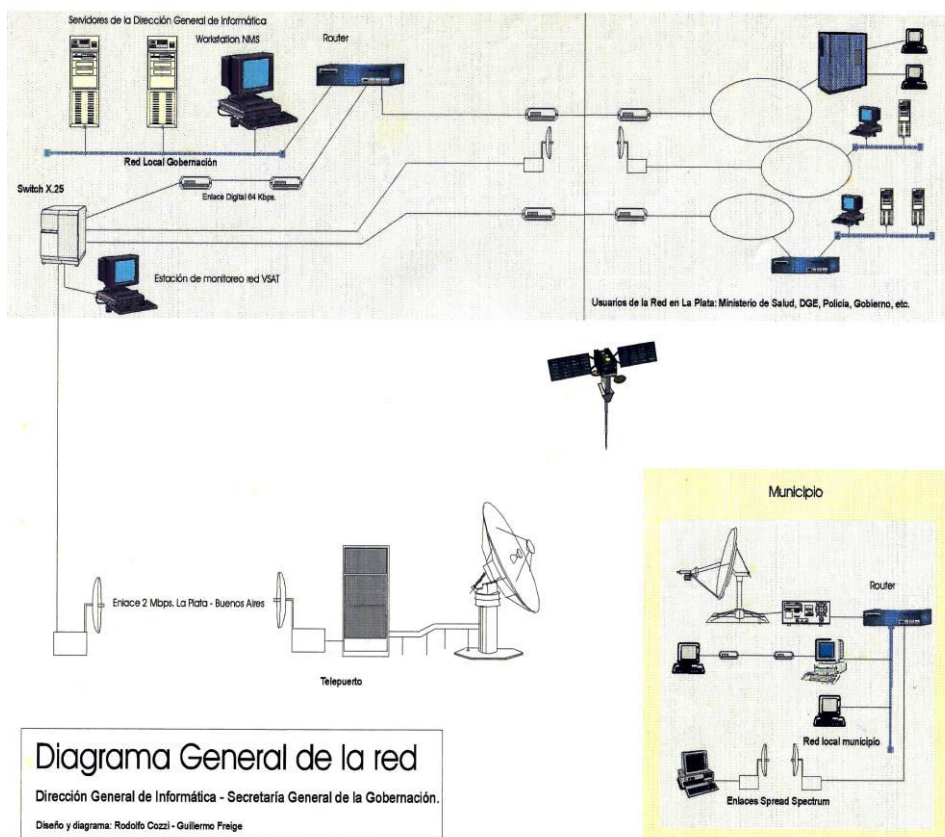 Servidores de la Dirección General de Informática
Workstation NMS
Router
Red Local Gobernación
Switch X.25
Enlace Digital 64 Kbps.
Estación de monitoreo red VSAT
Usuarios de la Red en La Plata: Ministerio de Salud, DGE, Policía, Gobierno, etc.
Municipio
Router
Enlace 2 Mbps. La Plata - Buenos Aires
Telepuerto
Red local municipio
Enlaces Spread Spectrum
Diagrama General de la red
Dirección General de Informática - Secretaría General de la Gobernación.
Diseño y diagrama: Rodolfo Cozzi - Guillermo Freige